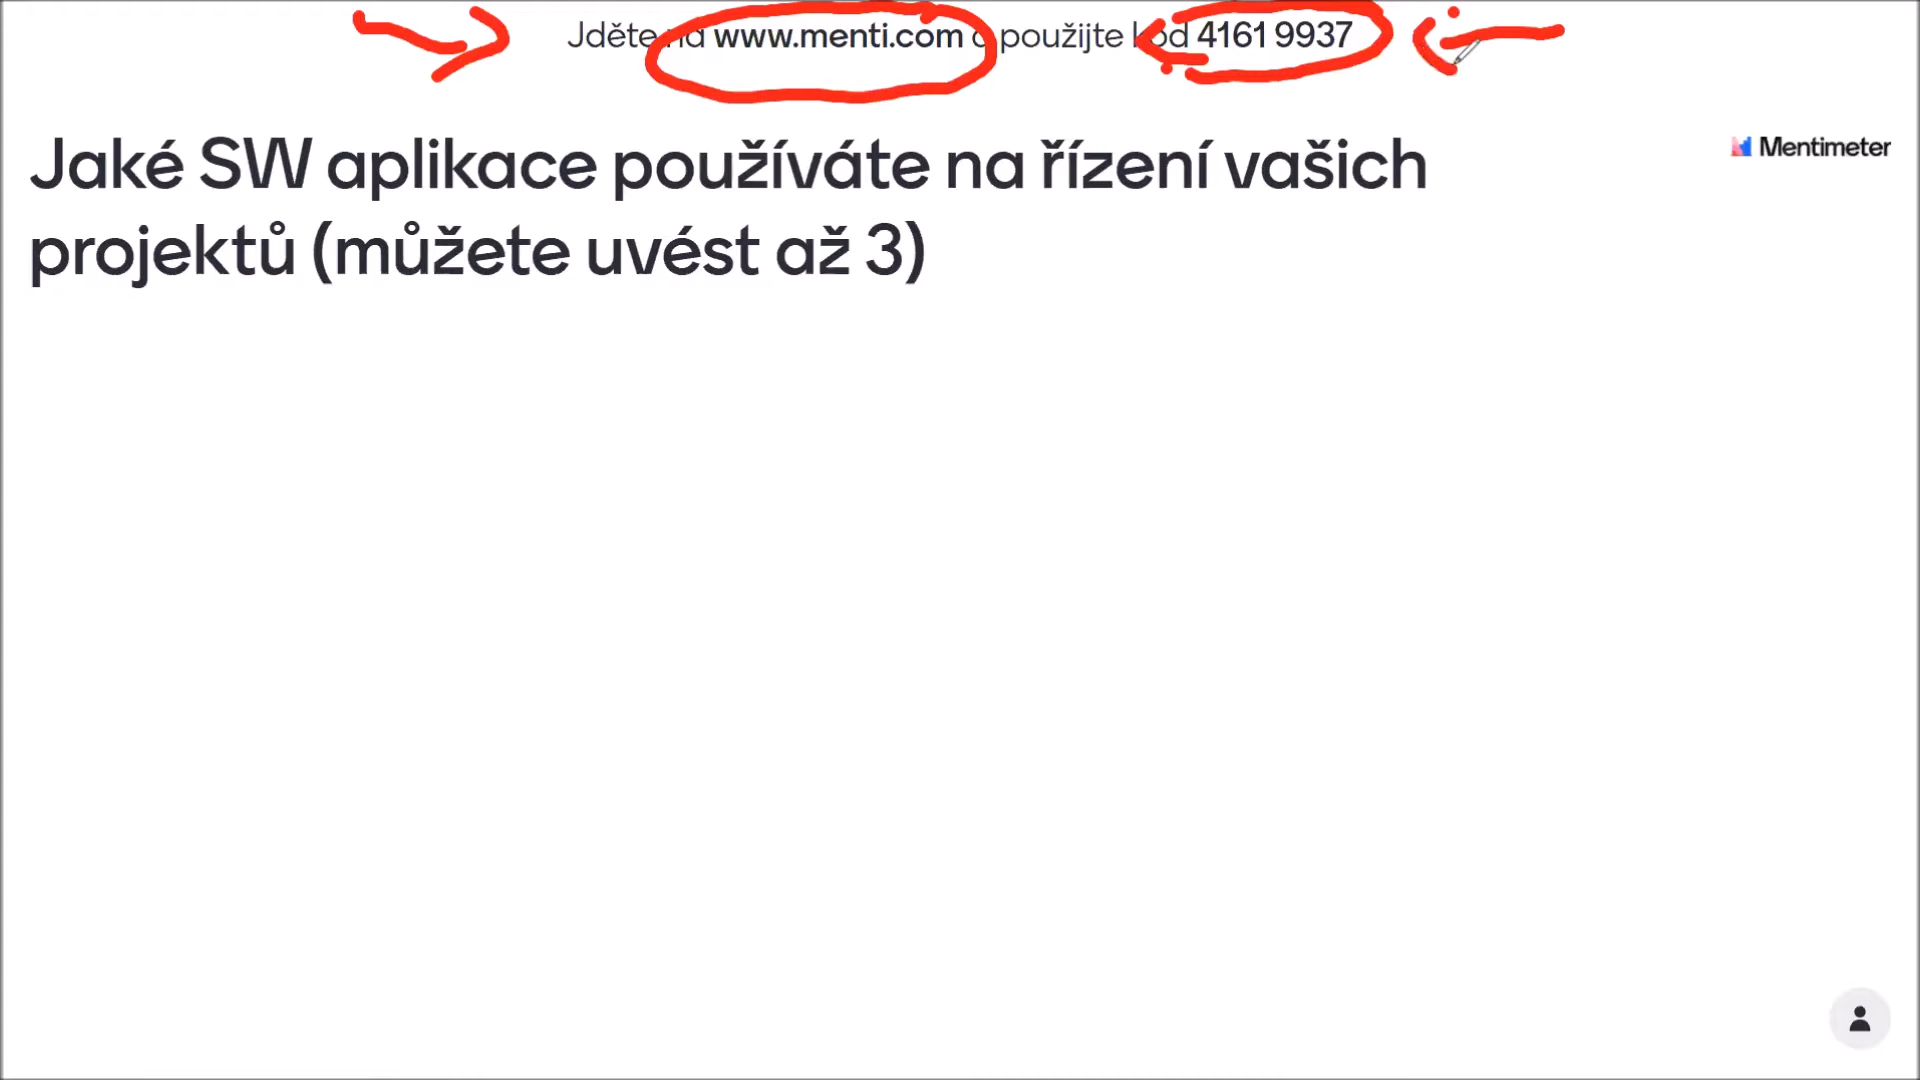 Jděte na www.menti.com a použijte kód 4161 9937
Jaké SW aplikace používáte na řízení vašich
projektů (můžete uvést až 3)
Mentimeter